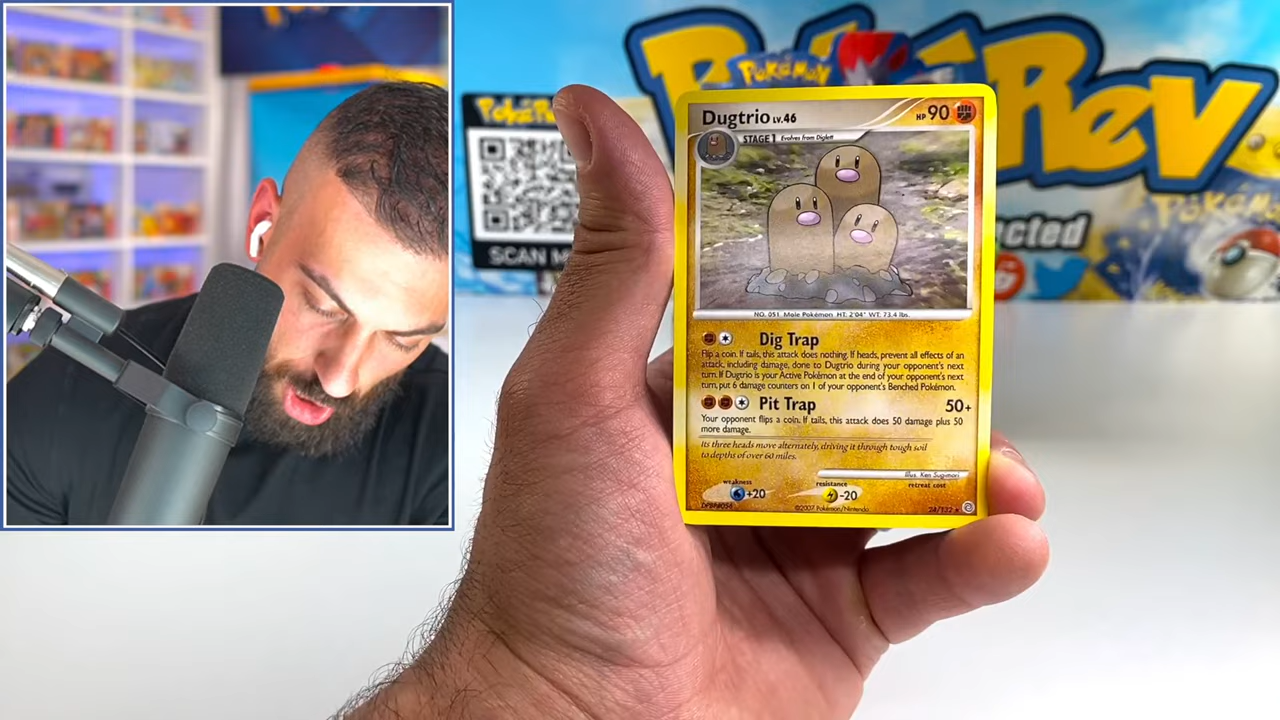 PokéRev
Pokémon
SCAN M
cted
Pokémon
Dugtrio LV.46
HP 90
STAGE 1 Evolves from Diglett
NO. 051 Mole Pokémon HT: 2'04" WT: 73.4 lbs.
Dig Trap
Flip a coin. If tails, this attack does nothing. If heads, prevent all effects of an
attack, including damage, done to Dugtrio during your opponent's next
turn. If Dugtrio is your Active Pokémon at the end of your opponent's next
turn, put 6 damage counters on 1 of your opponent's Benched Pokémon.
Pit Trap 50+
Your opponent flips a coin. If tails, this attack does 50 damage plus 50
more damage.
Its three heads move alternately, driving it through tough soil
to depths of over 60 miles.
Illus. Ken Sugimori
weakness resistance retreat cost
+20 -20
©2007 Pokémon/Nintendo
24/132